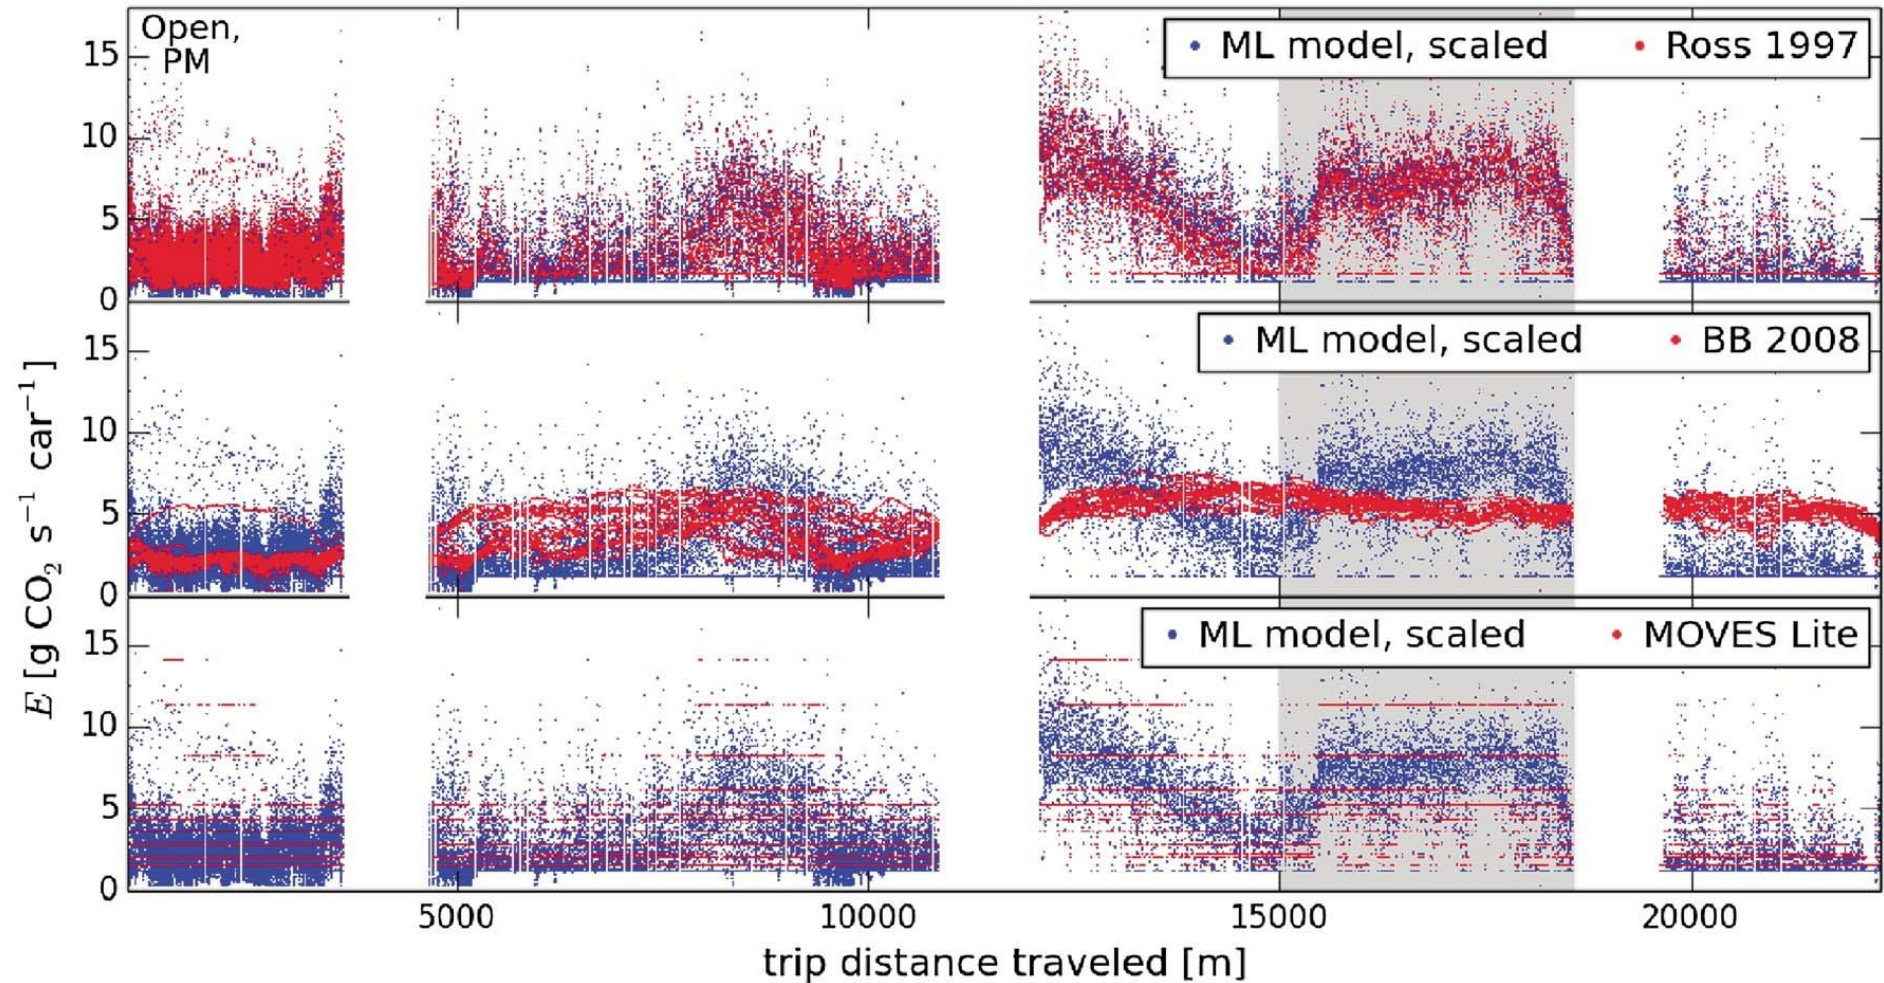 Open,
PM
ML model, scaled Ross 1997
15
10
5
0
ML model, scaled BB 2008
15
10
5
0
ML model, scaled MOVES Lite
15
10
5
0
E [g CO₂ s⁻¹ car⁻¹]
5000 10000 15000 20000
trip distance traveled [m]